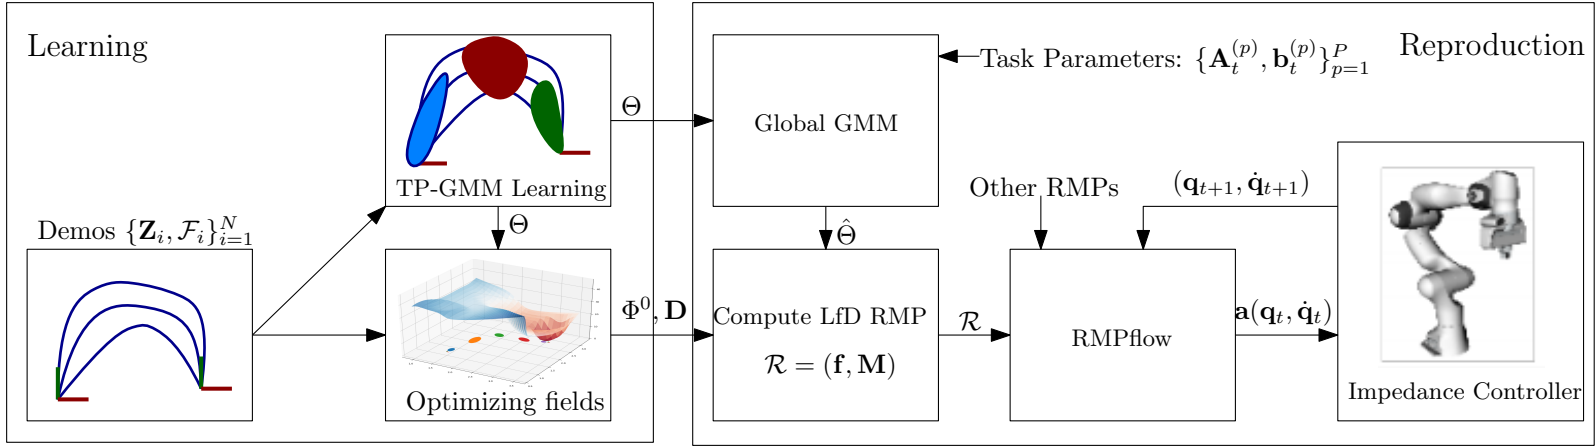 Learning
Demos {Z_i, ℱ_i}_{i=1}^N
TP-GMM Learning
Θ
Θ
Optimizing fields
Φ⁰, D
Reproduction
Task Parameters: {A_t^{(p)}, b_t^{(p)}}_{p=1}^P
Global GMM
Θ̂
Compute LfD RMP
ℛ = (f, M)
ℛ
Other RMPs
RMPflow
(q_{t+1}, q̇_{t+1})
a(q_t, q̇_t)
Impedance Controller